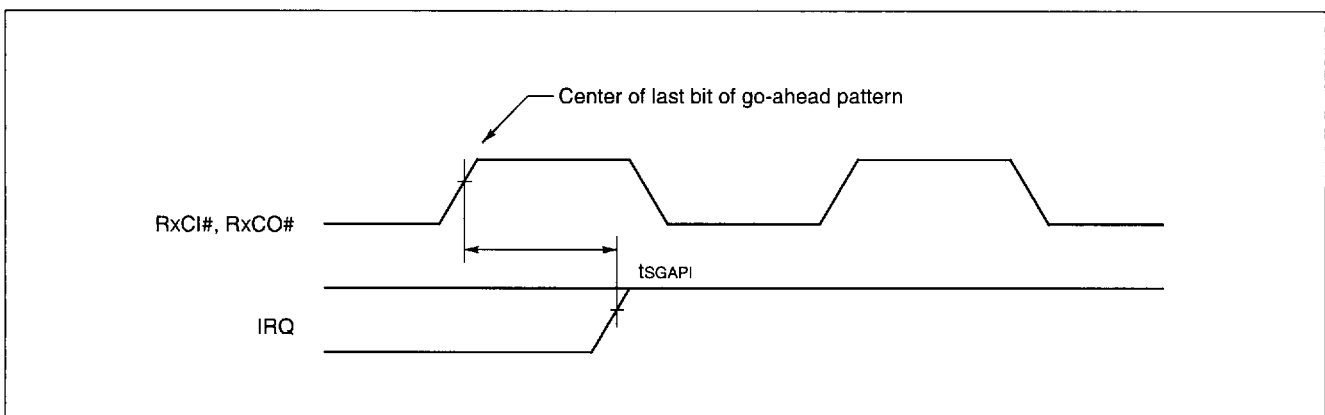 Center of last bit of go-ahead pattern
RxCI#, RxCO#
tSGAPI
IRQ